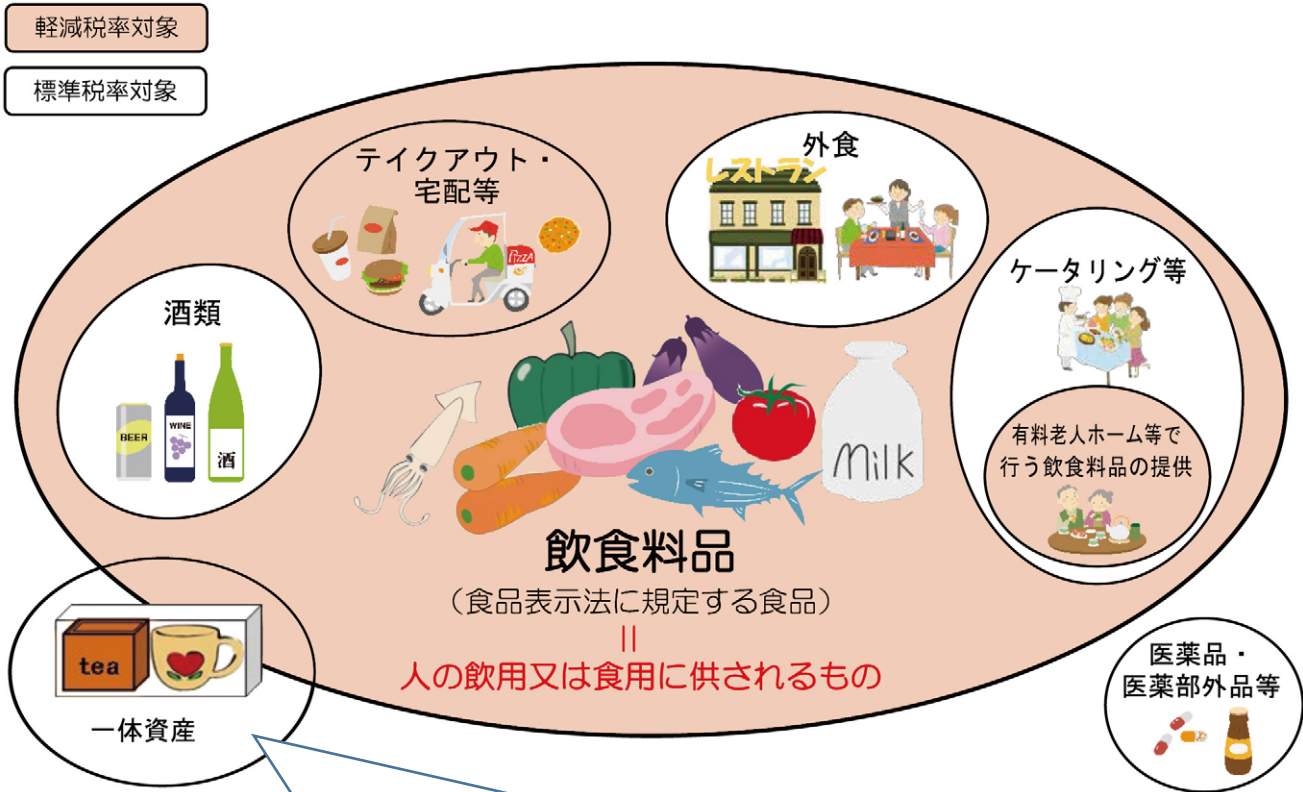 軽減税率対象
標準税率対象
テイクアウト・
宅配等
PIZZA
外食
レストラン
ケータリング等
有料老人ホーム等で
行う飲食料品の提供
酒類
BEER
WINE
酒
Milk
飲食料品
（食品表示法に規定する食品）
||
人の飲用又は食用に供されるもの
tea
一体資産
医薬品・
医薬部外品等